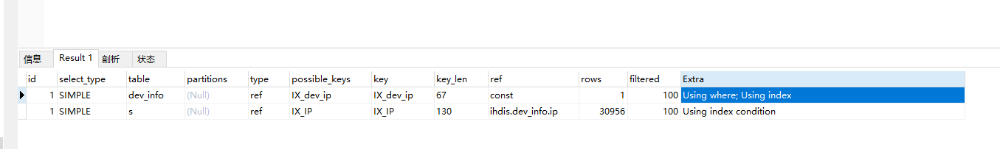 信息 Result 1 剖析 状态
id select_type table partitions type possible_keys key key_len ref rows filtered Extra
1 SIMPLE dev_info (Null) ref IX_dev_ip IX_dev_ip 67 const 1 100 Using where; Using index
1 SIMPLE s (Null) ref IX_IP IX_IP 130 ihdis.dev_info.ip 30956 100 Using index condition